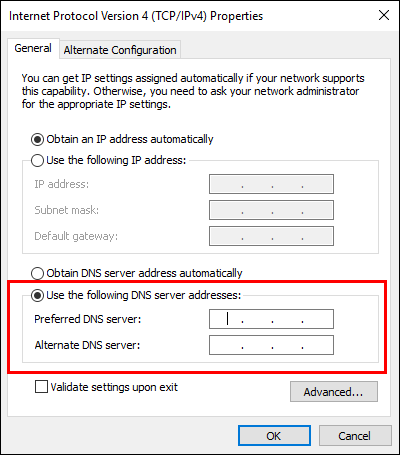 Internet Protocol Version 4 (TCP/IPv4) Properties
General
Alternate Configuration
You can get IP settings assigned automatically if your network supports
this capability. Otherwise, you need to ask your network administrator
for the appropriate IP settings.
Obtain an IP address automatically
Use the following IP address:
IP address:
Subnet mask:
Default gateway:
Obtain DNS server address automatically
Use the following DNS server addresses:
Preferred DNS server:
Alternate DNS server:
Validate settings upon exit
Advanced...
OK
Cancel